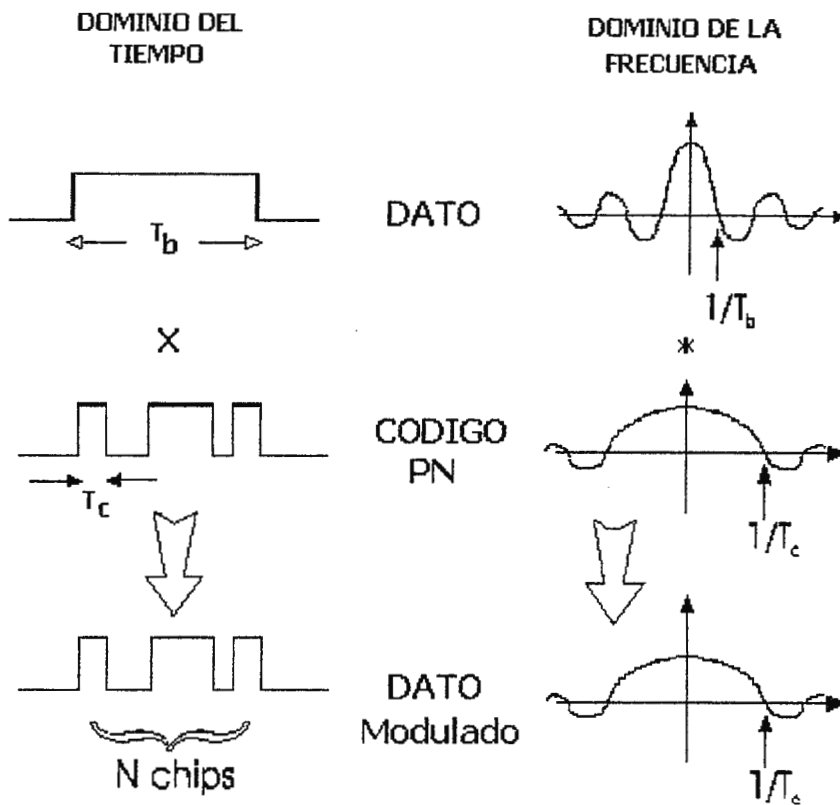 DOMINIO DEL
TIEMPO
DOMINIO DE LA
FRECUENCIA
T_b
DATO
1/T_b
X
*
CODIGO
PN
T_c
1/T_c
DATO
Modulado
N chips
1/T_c